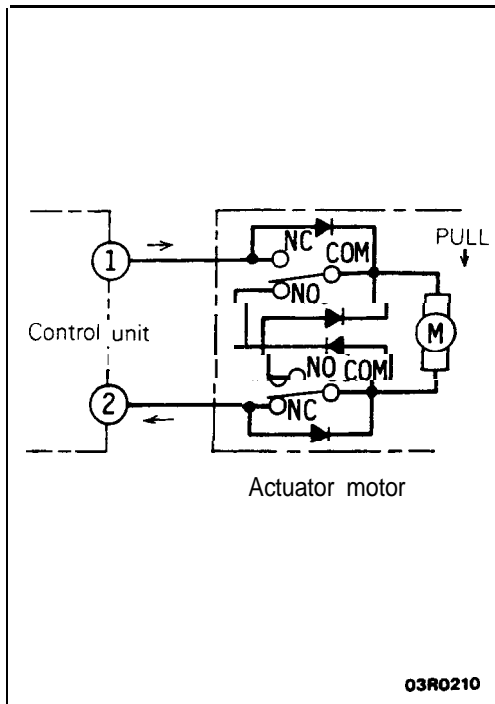 NC
COM
PULL
1
NO
Control unit
M
NO
COM
2
NC
Actuator motor
03R0210